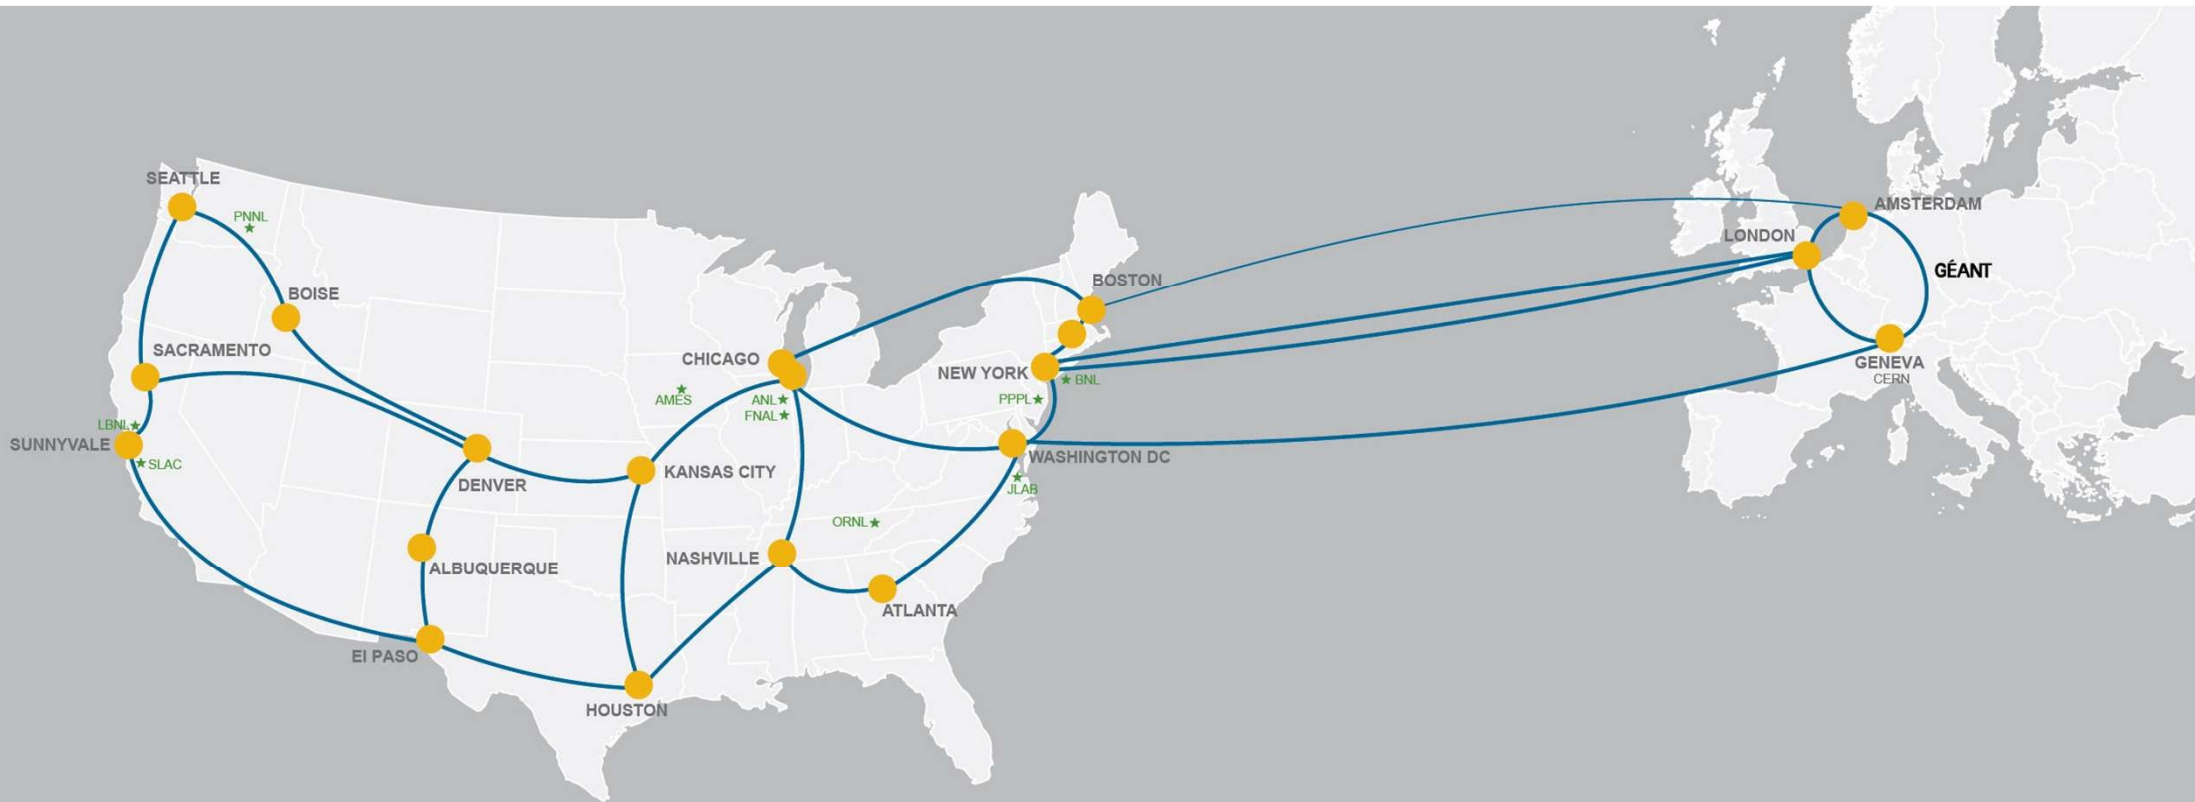 SEATTLE
PNNL
BOISE
SACRAMENTO
LBNL
SUNNYVALE
SLAC
DENVER
ALBUQUERQUE
El PASO
HOUSTON
KANSAS CITY
CHICAGO
AMES
ANL
FNAL
NASHVILLE
ORNL
ATLANTA
BOSTON
NEW YORK
BNL
PPPL
WASHINGTON DC
JLAB
AMSTERDAM
LONDON
GÉANT
GENEVA
CERN